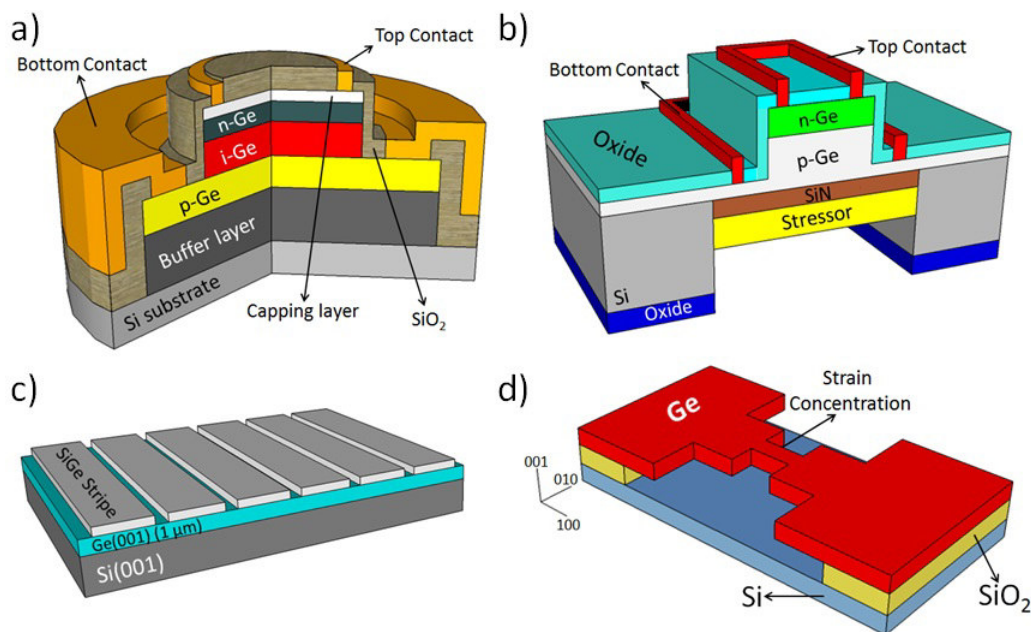 a)
Bottom Contact
Top Contact
n-Ge
i-Ge
p-Ge
Buffer layer
Si substrate
Capping layer
SiO₂
b)
Bottom Contact
Top Contact
n-Ge
Oxide
p-Ge
SiN
Stressor
Si
Oxide
c)
SiGe Stripe
Ge(001) (1 µm)
Si(001)
d)
Strain
Concentration
Ge
001
010
100
Si
SiO₂